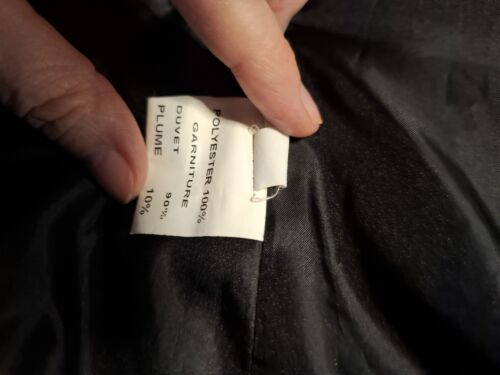 POLYESTER 100%
GARNITURE
DUVET 90%
PLUME 10%